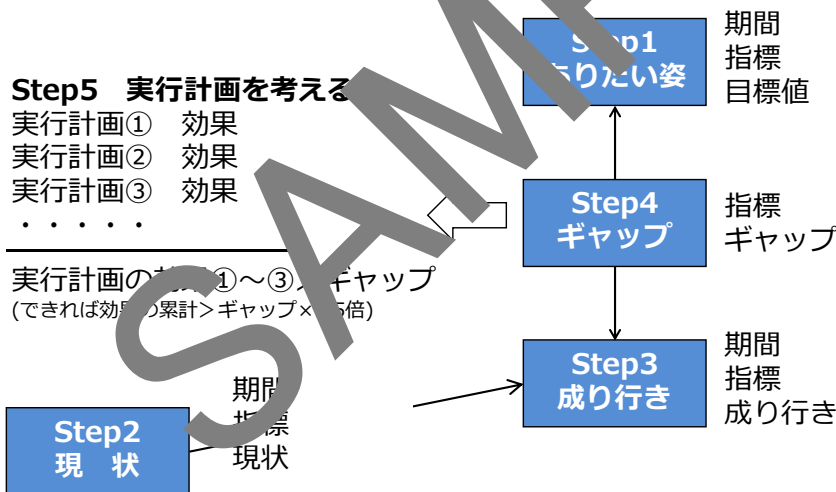 Step1
ありたい姿
期間
指標
目標値
Step5 実行計画を考える
実行計画① 効果
実行計画② 効果
実行計画③ 効果
・・・・・
Step4
ギャップ
指標
ギャップ
実行計画の ①～③ ギャップ
(できれば効 の累計＞ギャップ× 5倍)
Step3
成り行き
期間
指標
成り行き
Step2
現 状
期間
指標
現状
SAM